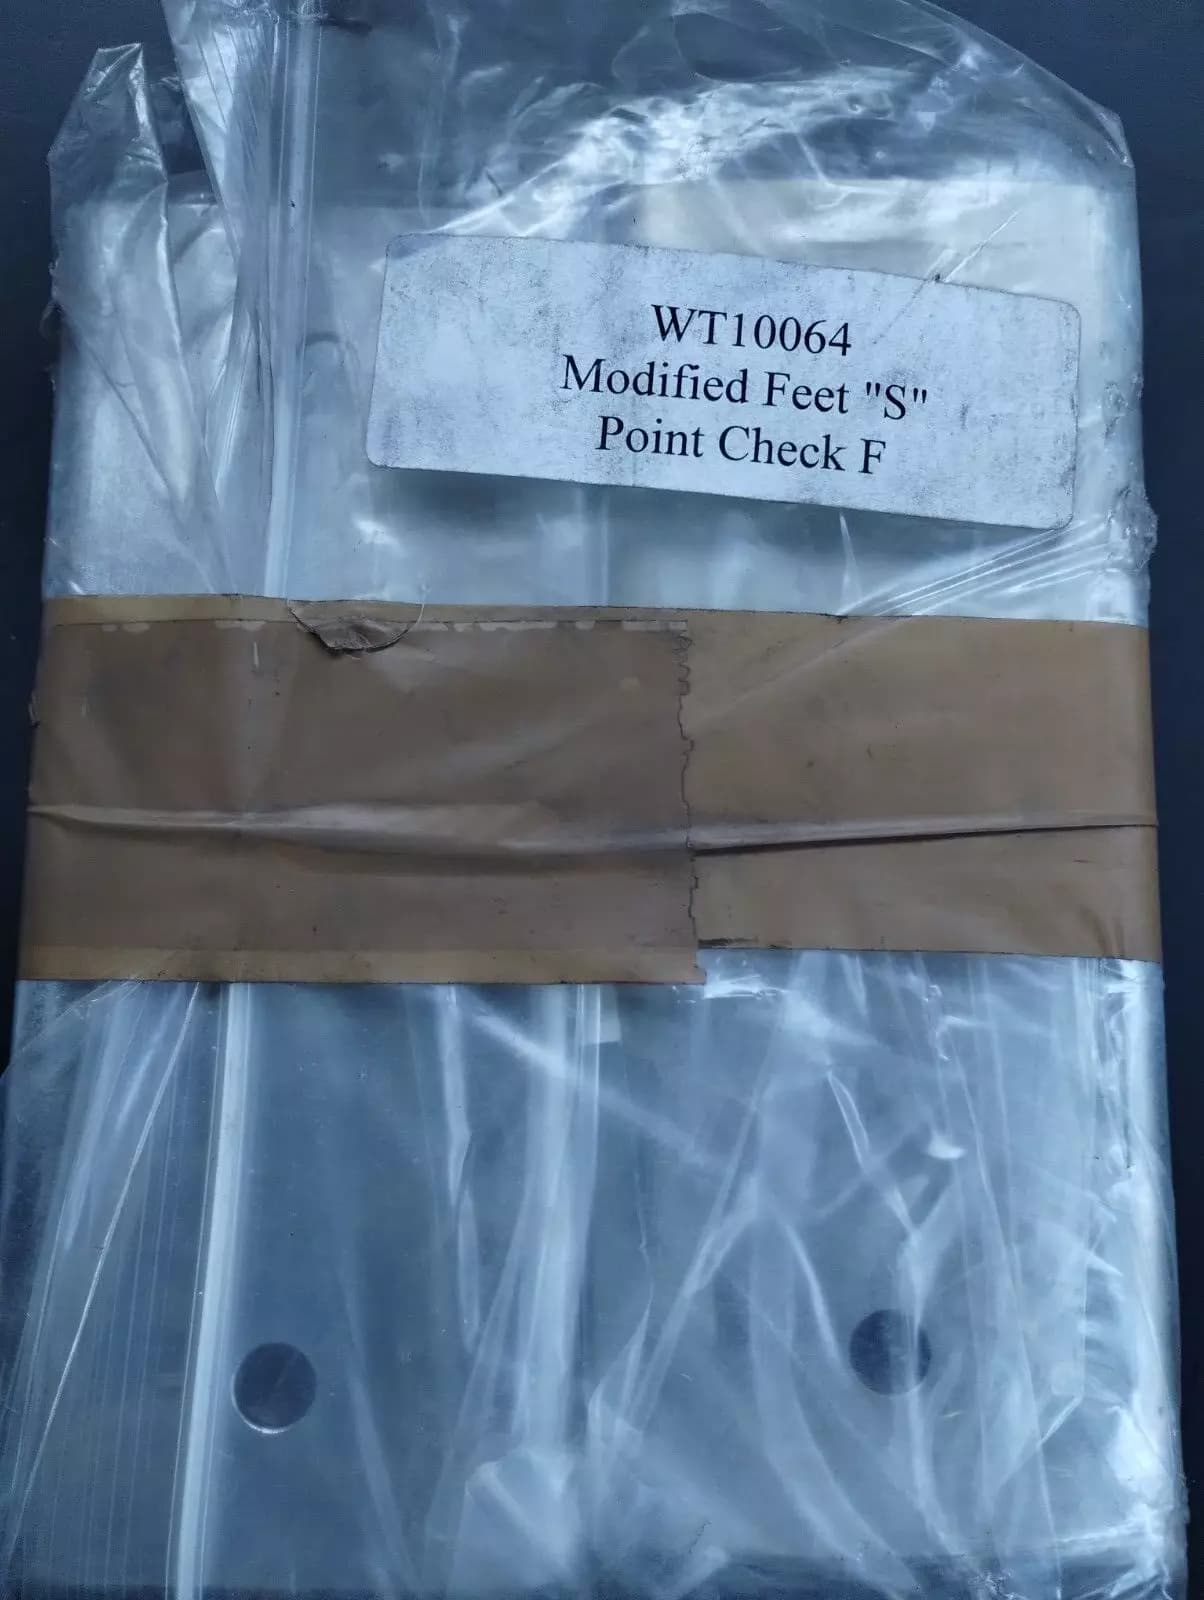 WT10064
Modified Feet "S"
Point Check F